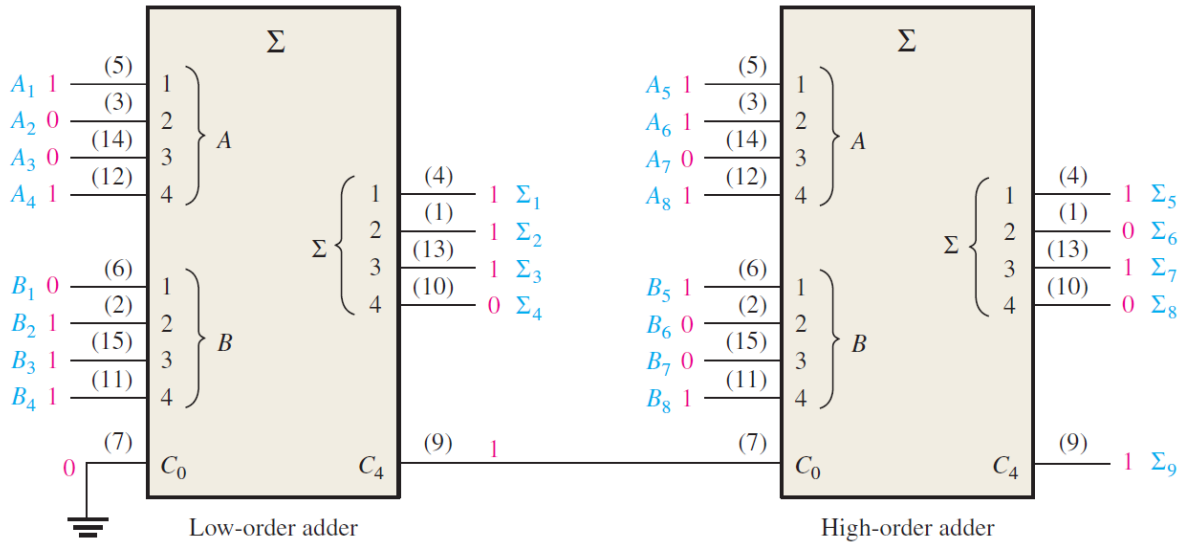 Σ Σ
(5) (5)
A₁ 1 1 A₅ 1 1
(3) (3)
A₂ 0 2 A₆ 1 2
(14) A (14) A
A₃ 0 3 A₇ 0 3
(12) (12)
A₄ 1 4 A₈ 1 4
(4) (4)
1 1 Σ₁ 1 1 Σ₅
(1) (1)
2 1 Σ₂ 2 0 Σ₆
Σ (13) Σ (13)
3 1 Σ₃ 3 1 Σ₇
(10) (10)
4 0 Σ₄ 4 0 Σ₈
(6) (6)
B₁ 0 1 B₅ 1 1
(2) (2)
B₂ 1 2 B₆ 0 2
(15) B (15) B
B₃ 1 3 B₇ 0 3
(11) (11)
B₄ 1 4 B₈ 1 4
(7) (9) 1 (7) (9)
0 C₀ C₄ C₀ C₄ 1 Σ₉
Low-order adder High-order adder